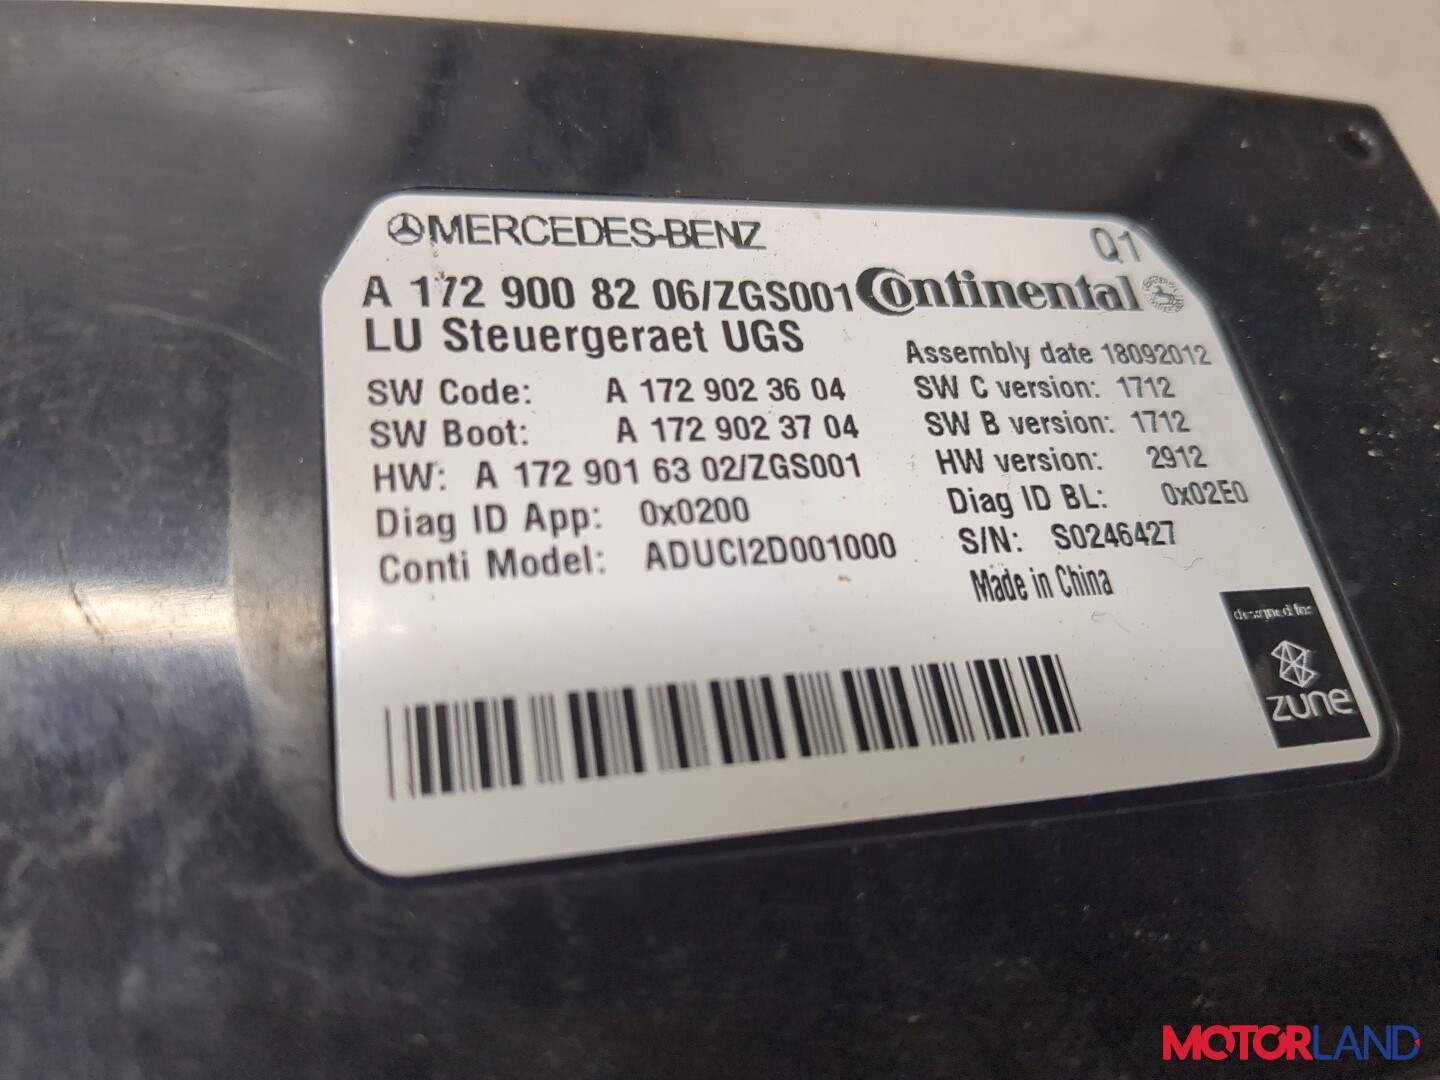 MERCEDES-BENZ
Q1
A 172 900 82 06/ZGS001
Continental
LU Steuergeraet UGS
Assembly date 18092012
SW Code: A 172 902 36 04
SW C version: 1712
SW Boot: A 172 902 37 04
SW B version: 1712
HW: A 172 901 63 02/ZGS001
HW version: 2912
Diag ID App: 0x0200
Diag ID BL: 0x02E0
Conti Model: ADUCI2D001000
S/N: S0246427
Made in China
designed for
zune
MOTORLAND